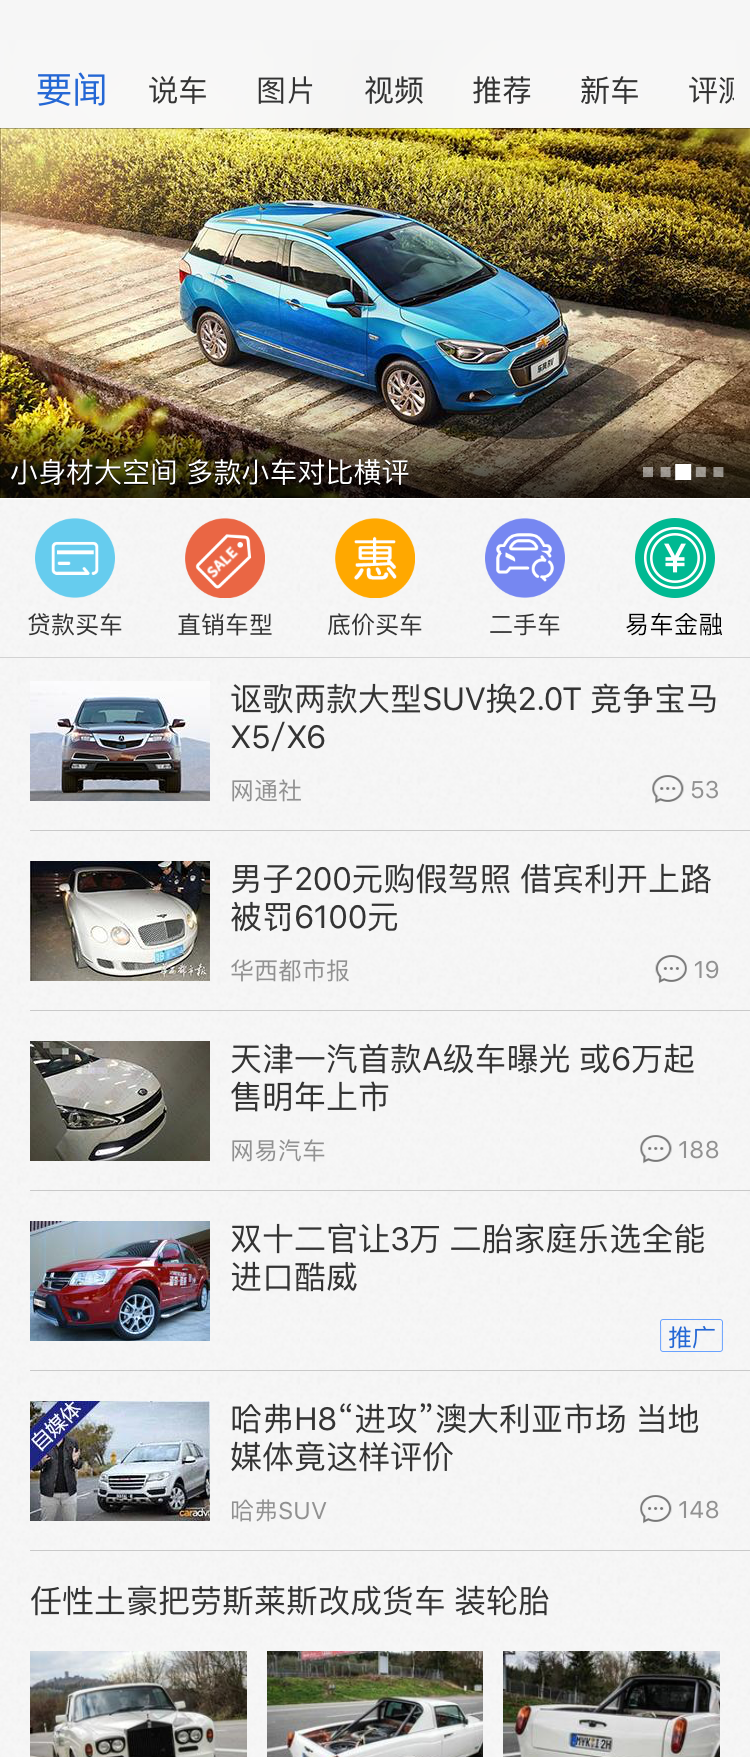 要闻 说车 图片 视频 推荐 新车 评测
小身材大空间 多款小车对比横评
SALE 惠 ¥
贷款买车 直销车型 底价买车 二手车 易车金融
讴歌两款大型SUV换2.0T 竞争宝马
X5/X6
网通社 53
男子200元购假驾照 借宾利开上路
被罚6100元
华西都市报
华西都市报 19
天津一汽首款A级车曝光 或6万起
售明年上市
网易汽车 188
双十二官让3万 二胎家庭乐选全能
进口酷威
推广
自媒体
哈弗H8“进攻”澳大利亚市场 当地
媒体竟这样评价
caradvi
哈弗SUV 148
任性土豪把劳斯莱斯改成货车 装轮胎